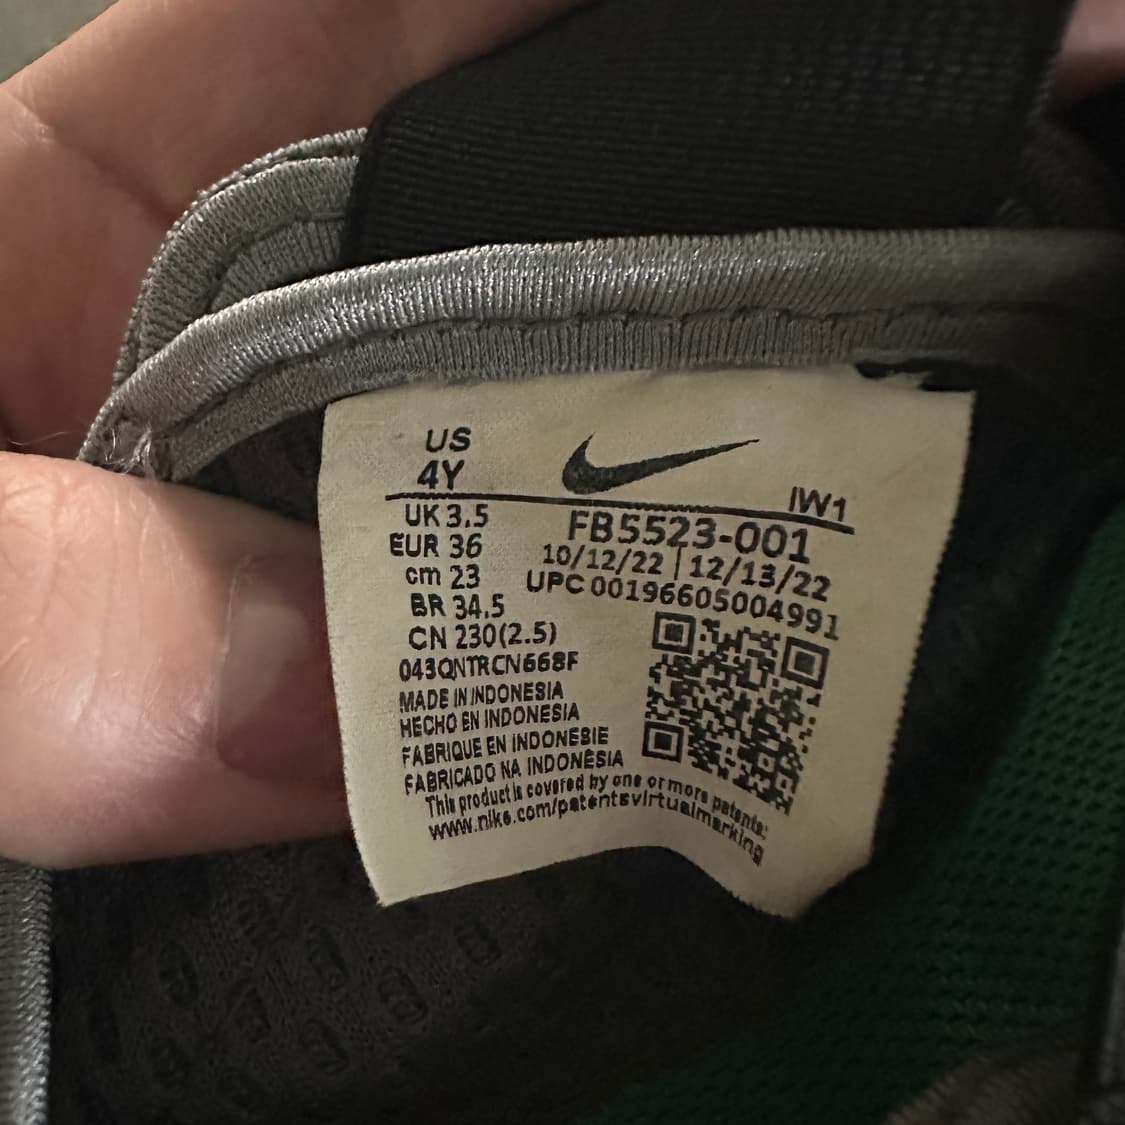 US
4Y
IW1
UK 3.5
FB5523-001
EUR 36
10/12/22 | 12/13/22
cm 23
UPC 00196605004991
BR 34.5
CN 230(2.5)
043QNTRCN668F
MADE IN INDONESIA
HECHO EN INDONESIA
FABRIQUE EN INDONESIE
FABRICADO NA INDONÉSIA
This product is covered by one or more patents:
www.nike.com/patentsvirtualmarking